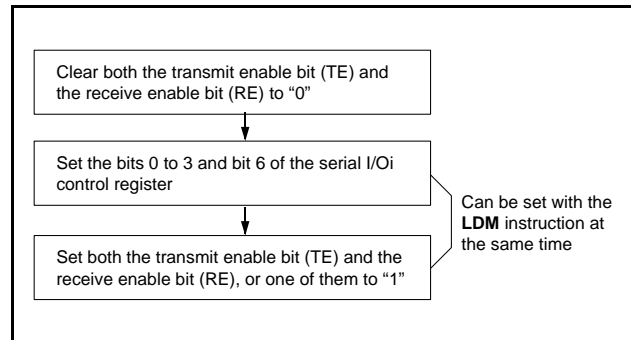 Clear both the transmit enable bit (TE) and
the receive enable bit (RE) to “0”
Set the bits 0 to 3 and bit 6 of the serial I/Oi
control register
Set both the transmit enable bit (TE) and the
receive enable bit (RE), or one of them to “1”
Can be set with the
LDM instruction at
the same time